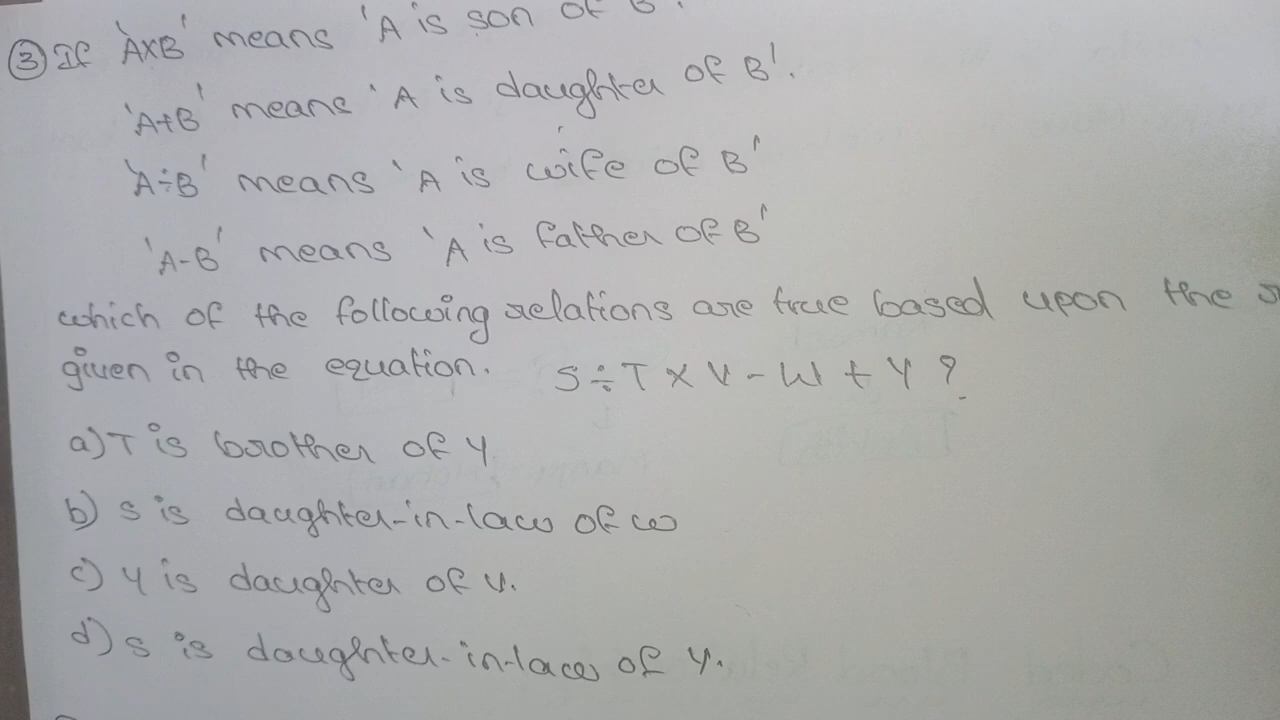 ③ If 'A×B' means 'A is son of B'.
'A+B' means 'A is daughter of B'.
'A÷B' means 'A is wife of B'
'A-B' means 'A is father of B'
which of the following relations are true based upon the
given in the equation. S÷T×V-W+Y?
a) T is brother of Y
b) S is daughter-in-law of w
c) Y is daughter of V.
d) S is daughter-in-law of Y.